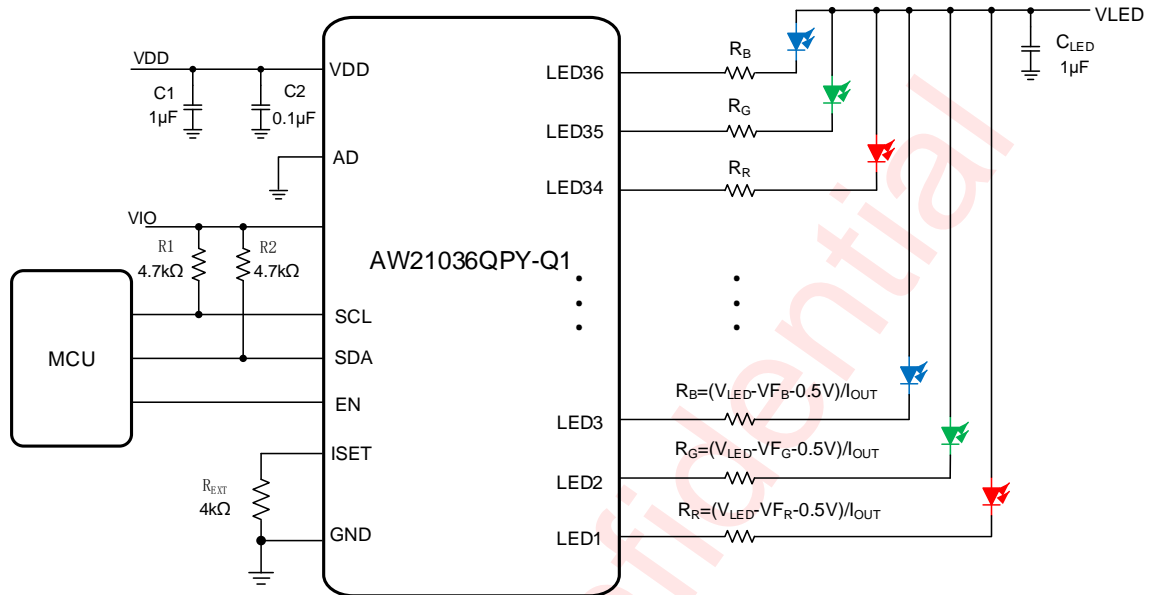 VLED
CLED
1µF
RB
LED36
RG
LED35
RR
LED34
VDD
VDD
C1
1µF
C2
0.1µF
AD
VIO
R1
4.7kΩ
R2
4.7kΩ
AW21036QPY-Q1
MCU
SCL
SDA
EN
ISET
REXT
4kΩ
GND
RB=(VLED-VFB-0.5V)/IOUT
LED3
RG=(VLED-VFG-0.5V)/IOUT
LED2
RR=(VLED-VFR-0.5V)/IOUT
LED1
nfidential